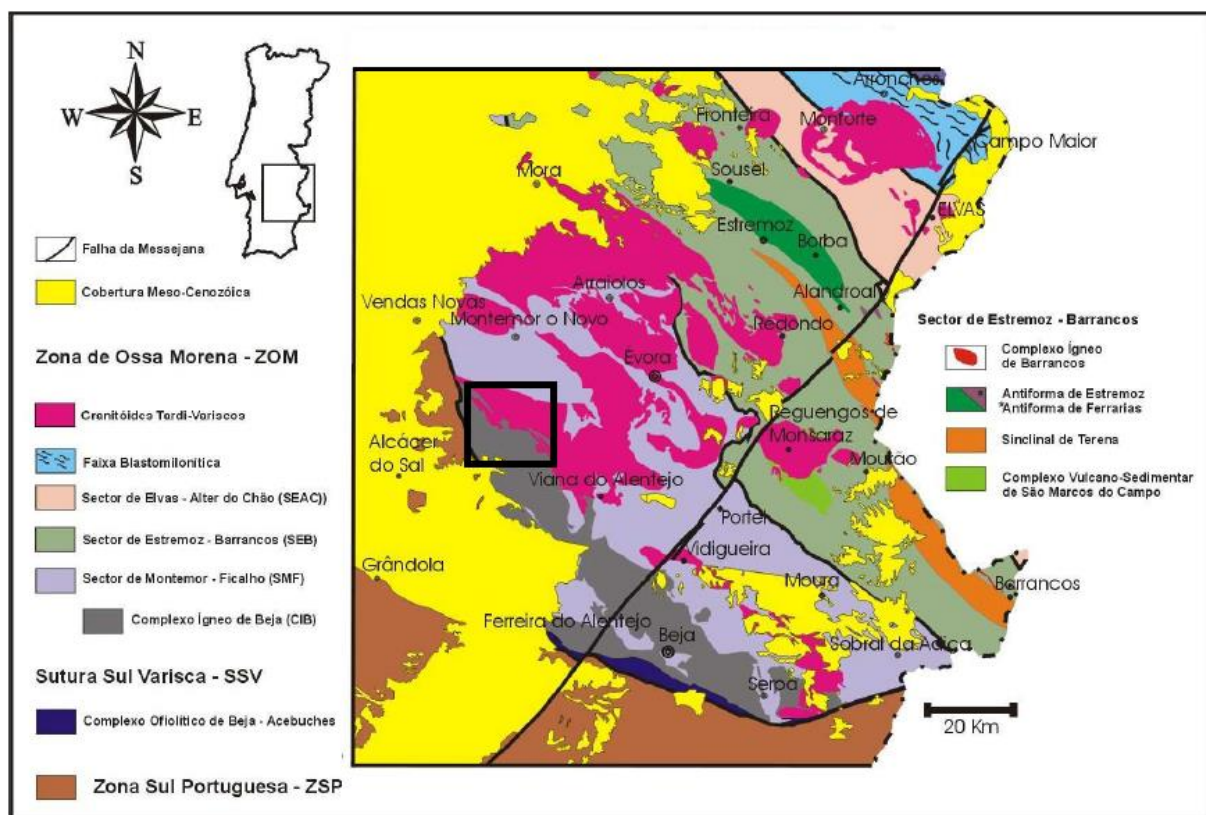 N
W
E
S
Falha da Messejana
Cobertura Meso-Cenozóica
Zona de Ossa Morena - ZOM
Granitóides Tardi-Variscos
Faixa Blastomilonítica
Sector de Elvas - Alter do Chão (SEAC))
Sector de Estremoz - Barrancos (SEB)
Sector de Montemor - Ficalho (SMF)
Complexo Ígneo de Beja (CIB)
Sutura Sul Varisca - SSV
Complexo Ofiolítico de Beja - Acebuches
Zona Sul Portuguesa - ZSP
Arronches
Fronteira
Monforte
Campo Maior
Mora
Sousel
ELVAS
Estremoz
Borba
Arraiolos
Alandroal
Vendas Novas
Montemor o Novo
Redondo
Évora
Reguengos de
Monsaraz
Alcácer
do Sal
Mourão
Viana do Alentejo
Portel
Grândola
Vidigueira
Moura
Barrancos
Ferreira do Alentejo
Beja
Sobral da Adiça
Serpa
Sector de Estremoz - Barrancos
Complexo Ígneo
de Barrancos
Antiforma de Estremoz
*Antiforma de Ferrarias
Sinclinal de Terena
Complexo Vulcano-Sedimentar
de São Marcos do Campo
20 Km